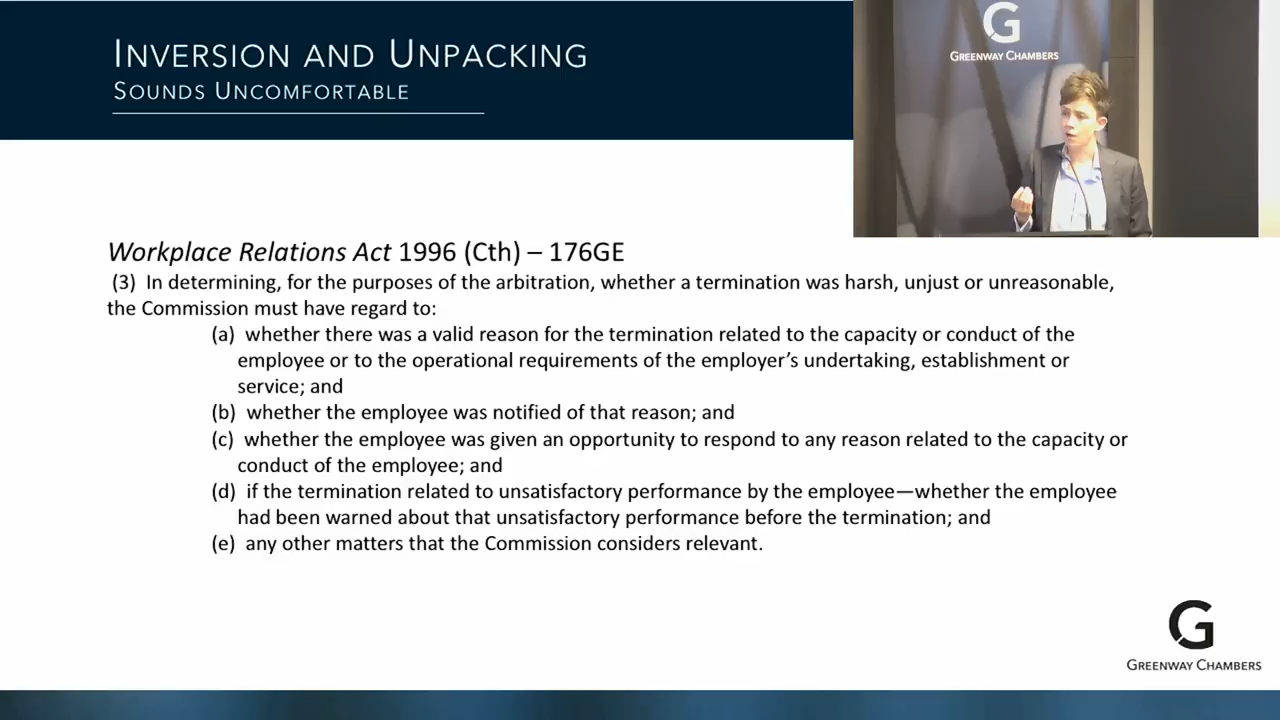 INVERSION AND UNPACKING
SOUNDS UNCOMFORTABLE
G
GREENWAY CHAMBERS
Workplace Relations Act 1996 (Cth) – 176GE
(3) In determining, for the purposes of the arbitration, whether a termination was harsh, unjust or unreasonable,
the Commission must have regard to:
(a) whether there was a valid reason for the termination related to the capacity or conduct of the
employee or to the operational requirements of the employer's undertaking, establishment or
service; and
(b) whether the employee was notified of that reason; and
(c) whether the employee was given an opportunity to respond to any reason related to the capacity or
conduct of the employee; and
(d) if the termination related to unsatisfactory performance by the employee—whether the employee
had been warned about that unsatisfactory performance before the termination; and
(e) any other matters that the Commission considers relevant.
G
GREENWAY CHAMBERS